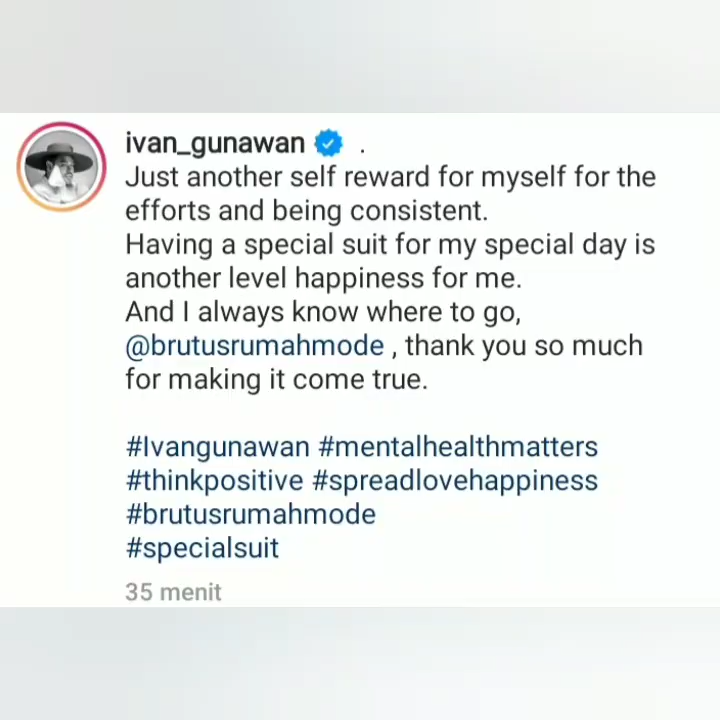 ivan_gunawan .
Just another self reward for myself for the
efforts and being consistent.
Having a special suit for my special day is
another level happiness for me.
And I always know where to go,
@brutusrumahmode , thank you so much
for making it come true.
#Ivangunawan #mentalhealthmatters
#thinkpositive #spreadlovehappiness
#brutusrumahmode
#specialsuit
35 menit